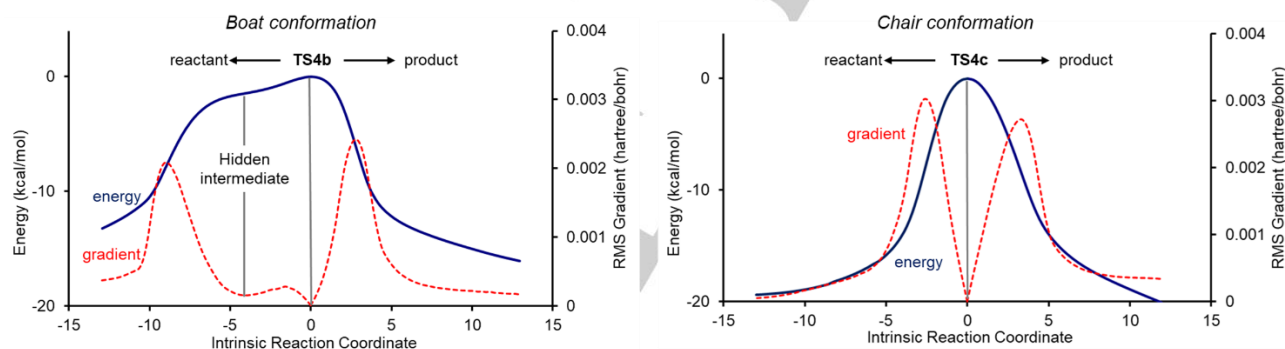 Boat conformation
reactant TS4b product
0.004
0.003
0.002
0.001
0
RMS Gradient (hartree/bohr)
0
-10
-20
Energy (kcal/mol)
Hidden
intermediate
energy
gradient
-15 -10 -5 0 5 10 15
Intrinsic Reaction Coordinate
Chair conformation
reactant TS4c product
0.004
0.003
0.002
0.001
0
RMS Gradient (hartree/bohr)
0
-10
-20
Energy (kcal/mol)
gradient
energy
-15 -10 -5 0 5 10 15
Intrinsic Reaction Coordinate